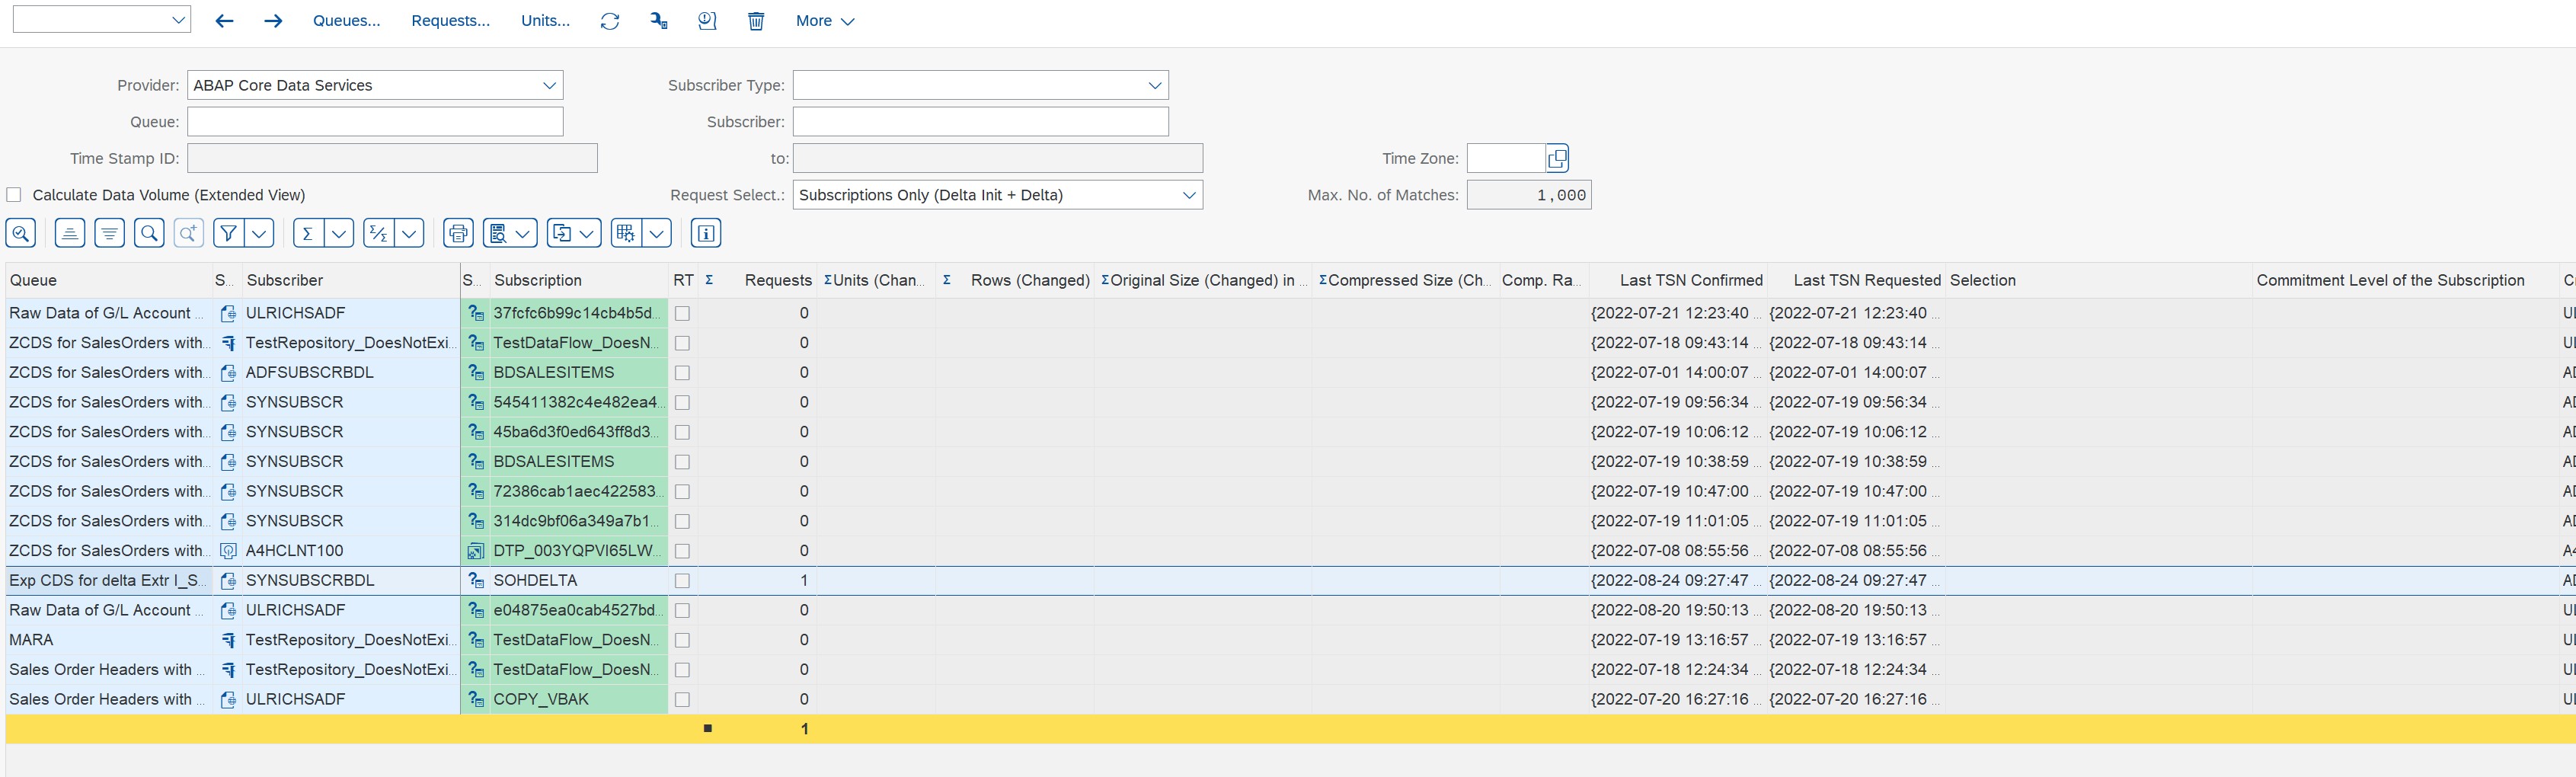 Queues... Requests... Units... More
Provider: ABAP Core Data Services Subscriber Type:
Queue: Subscriber:
Time Stamp ID: to: Time Zone:
Calculate Data Volume (Extended View) Request Select.: Subscriptions Only (Delta Init + Delta) Max. No. of Matches: 1,000
Queue S... Subscriber S... Subscription RT Σ Requests ΣUnits (Chan... Σ Rows (Changed) ΣOriginal Size (Changed) in ... ΣCompressed Size (Ch... Comp. Ra... Last TSN Confirmed Last TSN Requested Selection Commitment Level of the Subscription
Raw Data of G/L Account ... ULRICHSADF 37fcfc6b99c14cb4b5d... 0 {2022-07-21 12:23:40 ... {2022-07-21 12:23:40 ... UL
ZCDS for SalesOrders with... TestRepository_DoesNotExi... TestDataFlow_DoesN... 0 {2022-07-18 09:43:14 ... {2022-07-18 09:43:14 ... UL
ZCDS for SalesOrders with... ADFSUBSCRBDL BDSALESITEMS 0 {2022-07-01 14:00:07 ... {2022-07-01 14:00:07 ... AD
ZCDS for SalesOrders with... SYNSUBSCR 545411382c4e482ea4... 0 {2022-07-19 09:56:34 ... {2022-07-19 09:56:34 ... AD
ZCDS for SalesOrders with... SYNSUBSCR 45ba6d3f0ed643ff8d3... 0 {2022-07-19 10:06:12 ... {2022-07-19 10:06:12 ... AD
ZCDS for SalesOrders with... SYNSUBSCR BDSALESITEMS 0 {2022-07-19 10:38:59 ... {2022-07-19 10:38:59 ... AD
ZCDS for SalesOrders with... SYNSUBSCR 72386cab1aec422583... 0 {2022-07-19 10:47:00 ... {2022-07-19 10:47:00 ... AD
ZCDS for SalesOrders with... SYNSUBSCR 314dc9bf06a349a7b1... 0 {2022-07-19 11:01:05 ... {2022-07-19 11:01:05 ... AD
ZCDS for SalesOrders with... A4HCLNT100 DTP_003YQPVI65LW... 0 {2022-07-08 08:55:56 ... {2022-07-08 08:55:56 ... A4
Exp CDS for delta Extr I_S... SYNSUBSCRBDL SOHDELTA 1 {2022-08-24 09:27:47 ... {2022-08-24 09:27:47 ... AD
Raw Data of G/L Account ... ULRICHSADF e04875ea0cab4527bd... 0 {2022-08-20 19:50:13 ... {2022-08-20 19:50:13 ... UL
MARA TestRepository_DoesNotExi... TestDataFlow_DoesN... 0 {2022-07-19 13:16:57 ... {2022-07-19 13:16:57 ... UL
Sales Order Headers with ... TestRepository_DoesNotExi... TestDataFlow_DoesN... 0 {2022-07-18 12:24:34 ... {2022-07-18 12:24:34 ... UL
Sales Order Headers with ... ULRICHSADF COPY_VBAK 0 {2022-07-20 16:27:16 ... {2022-07-20 16:27:16 ... UL
1